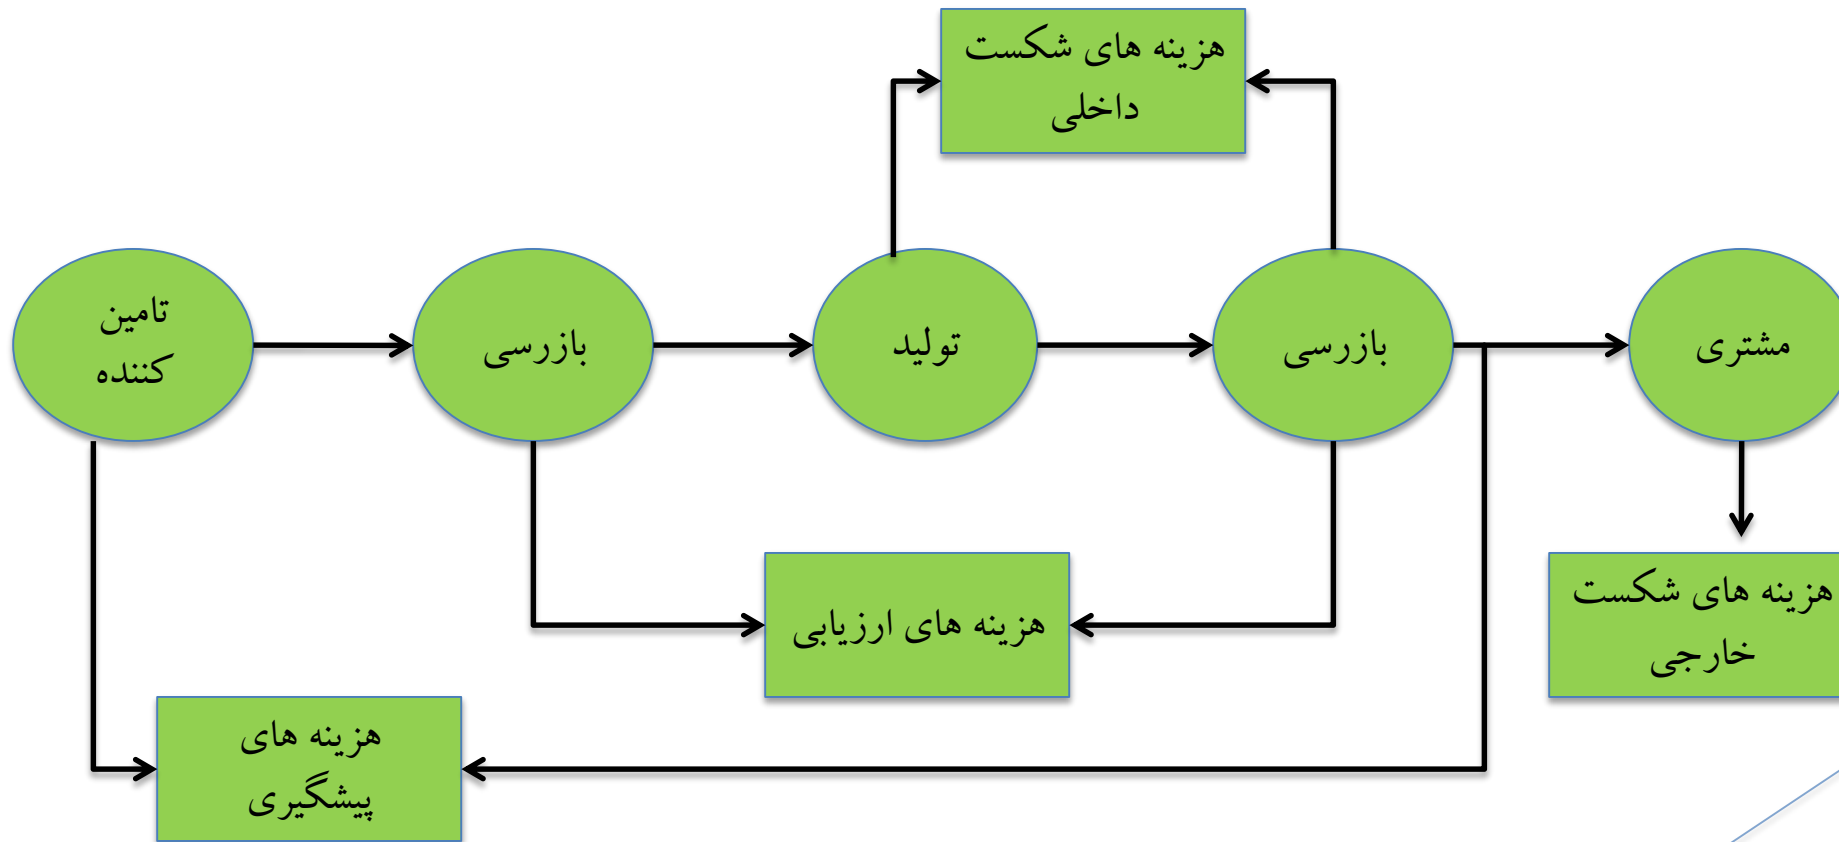 هزینه های شکست
داخلی
تامین
کننده
بازرسی
تولید
بازرسی
مشتری
هزینه های ارزیابی
هزینه های شکست
خارجی
هزینه های
پیشگیری